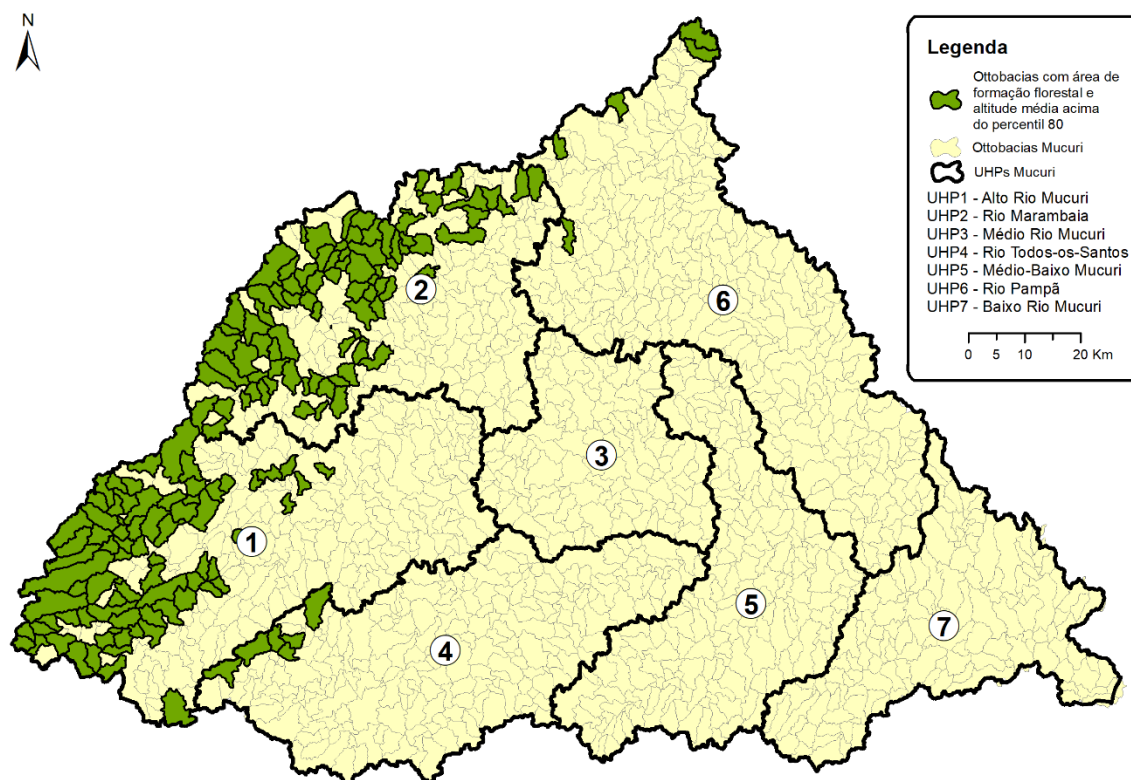 N
Legenda
Ottobacias com área de
formação florestal e
altitude média acima
do percentil 80
Ottobacias Mucuri
UHPs Mucuri
UHP1 - Alto Rio Mucuri
UHP2 - Rio Marambaia
UHP3 - Médio Rio Mucuri
UHP4 - Rio Todos-os-Santos
UHP5 - Médio-Baixo Mucuri
UHP6 - Rio Pampã
UHP7 - Baixo Rio Mucuri
0 5 10 20 Km
2
6
3
1
5
7
4